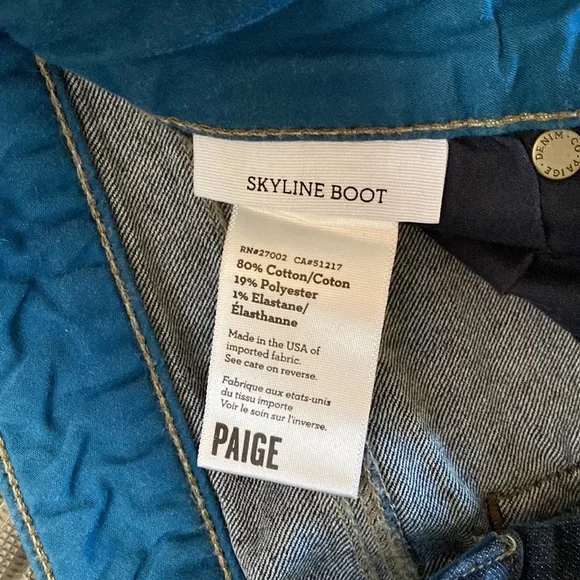 SKYLINE BOOT
RN#27002 CA#51217
80% Cotton/Coton
19% Polyester
1% Elastane/
Élasthanne
Made in the USA of
imported fabric.
See care on reverse.
Fabrique aux etats-unis
du tissu importe
Voir le soin sur l'inverse.
PAIGE
DENIM · CO · PAIGE